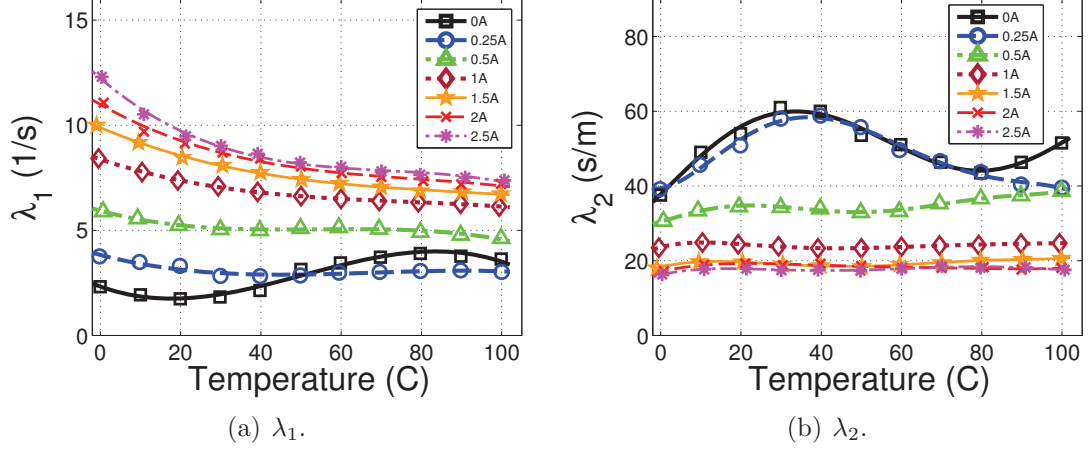 15
10
5
0
0
20
40
60
80
100
λ1 (1/s)
Temperature (C)
0A
0.25A
0.5A
1A
1.5A
2A
2.5A
(a) λ1.
80
60
40
20
0
0
20
40
60
80
100
λ2 (s/m)
Temperature (C)
0A
0.25A
0.5A
1A
1.5A
2A
2.5A
(b) λ2.